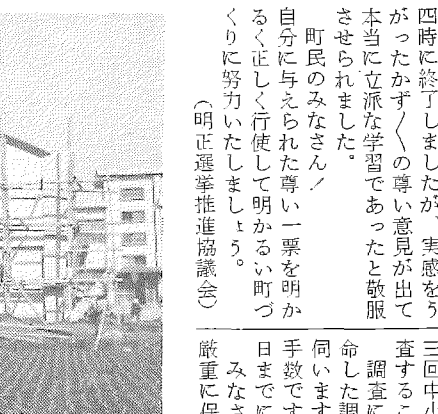 四時に終了しましたが、実感をう
がったかず〳〵の尊い意見が出て
本当に立派な学習であったと敬服
させられました。
町民のみなさん！
自分に与えられた尊い一票を明か
るく正しく行使して明かるい町づ
くりに努力いたしましょう。
（明正選挙推進協議会）
三回中
査するこ
調査に
命した調
伺います
手数です
日までに
みなさ
厳重に保